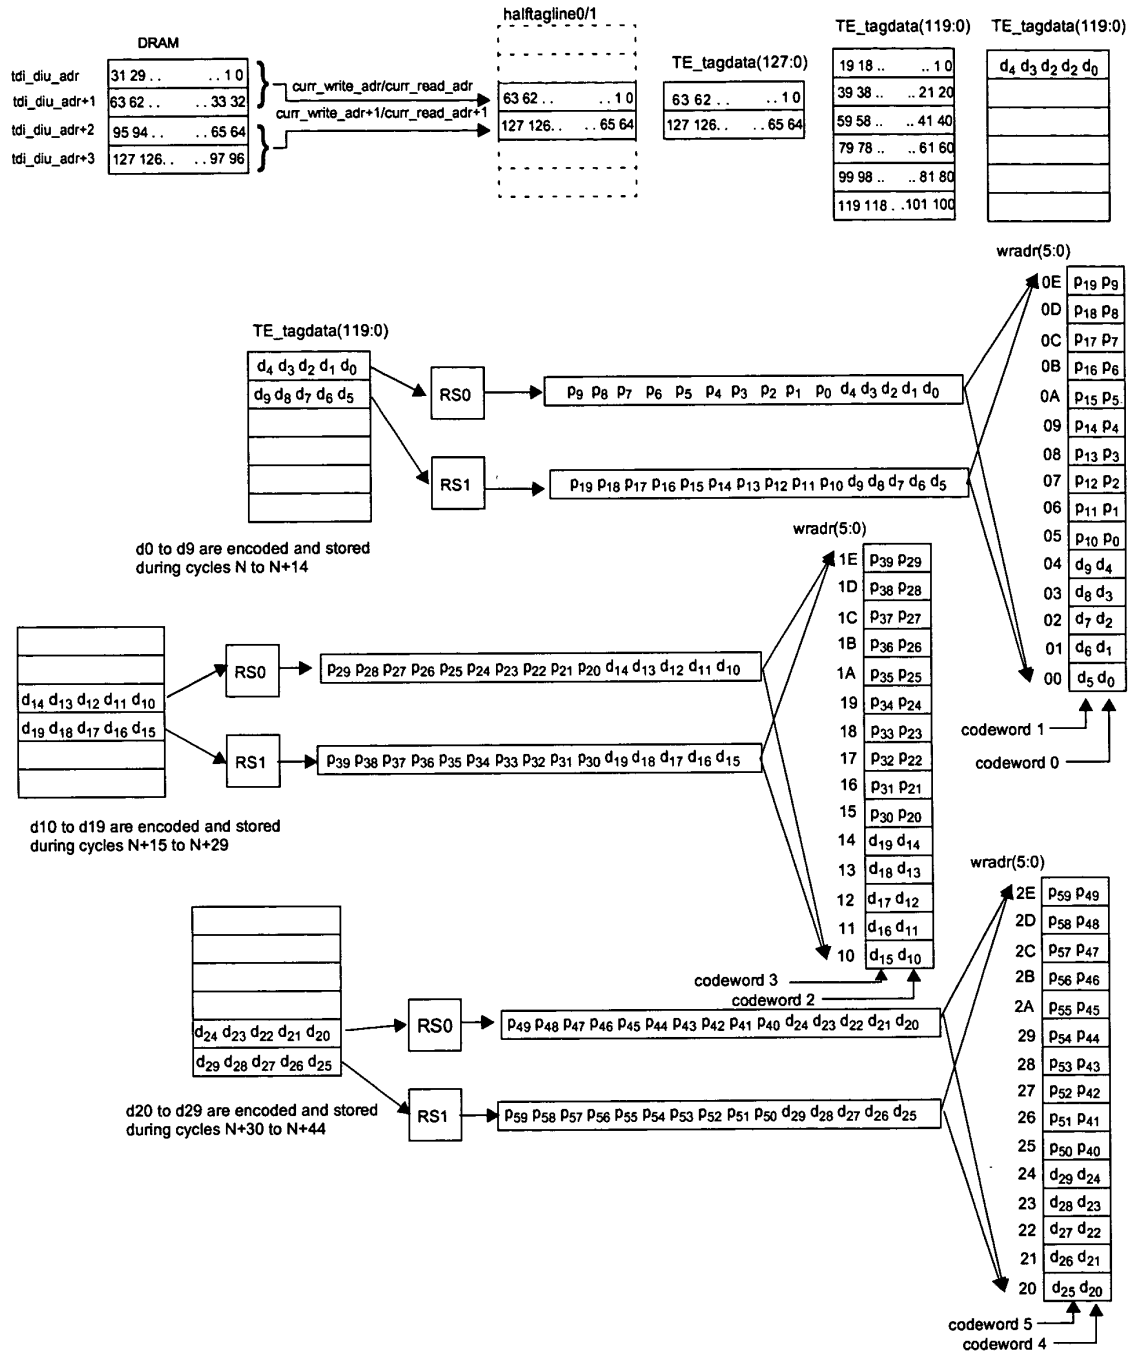 halftagline0/1
TE_tagdata(119:0) TE_tagdata(119:0)
DRAM
TE_tagdata(127:0)
tdi_diu_adr 31 29 . . . . 1 0
tdi_diu_adr+1 63 62 . . . . 33 32
tdi_diu_adr+2 95 94 . . . . 65 64
tdi_diu_adr+3 127 126. . . . 97 96
curr_write_adr/curr_read_adr
curr_write_adr+1/curr_read_adr+1
63 62 . . . . 1 0
127 126. . . . 65 64
63 62 . . . . 1 0
127 126. . . . 65 64
19 18 . . . . 1 0
39 38 .. .. 21 20
59 58 .. .. 41 40
79 78 .. .. 61 60
99 98 .. .. 81 80
119 118 . . . .101 100
d4 d3 d2 d2 d0
TE_tagdata(119:0)
d4 d3 d2 d1 d0
d9 d8 d7 d6 d5
RS0
RS1
p9 p8 p7 p6 p5 p4 p3 p2 p1 p0 d4 d3 d2 d1 d0
p19 p18 p17 p16 p15 p14 p13 p12 p11 p10 d9 d8 d7 d6 d5
d0 to d9 are encoded and stored
during cycles N to N+14
wradr(5:0)
0E p19 p9
0D p18 p8
0C p17 p7
0B p16 p6
0A p15 p5
09 p14 p4
08 p13 p3
07 p12 p2
06 p11 p1
05 p10 p0
04 d9 d4
03 d8 d3
02 d7 d2
01 d6 d1
00 d5 d0
codeword 1
codeword 0
d14 d13 d12 d11 d10
d19 d18 d17 d16 d15
RS0
RS1
p29 p28 p27 p26 p25 p24 p23 p22 p21 p20 d14 d13 d12 d11 d10
p39 p38 p37 p36 p35 p34 p33 p32 p31 p30 d19 d18 d17 d16 d15
d10 to d19 are encoded and stored
during cycles N+15 to N+29
wradr(5:0)
1E p39 p29
1D p38 p28
1C p37 p27
1B p36 p26
1A p35 p25
19 p34 p24
18 p33 p23
17 p32 p22
16 p31 p21
15 p30 p20
14 d19 d14
13 d18 d13
12 d17 d12
11 d16 d11
10 d15 d10
codeword 3
codeword 2
d24 d23 d22 d21 d20
d29 d28 d27 d26 d25
RS0
RS1
p49 p48 p47 p46 p45 p44 p43 p42 p41 p40 d24 d23 d22 d21 d20
p59 p58 p57 p56 p55 p54 p53 p52 p51 p50 d29 d28 d27 d26 d25
d20 to d29 are encoded and stored
during cycles N+30 to N+44
wradr(5:0)
2E p59 p49
2D p58 p48
2C p57 p47
2B p56 p46
2A p55 p45
29 p54 p44
28 p53 p43
27 p52 p42
26 p51 p41
25 p50 p40
24 d29 d24
23 d28 d23
22 d27 d22
21 d26 d21
20 d25 d20
codeword 5
codeword 4